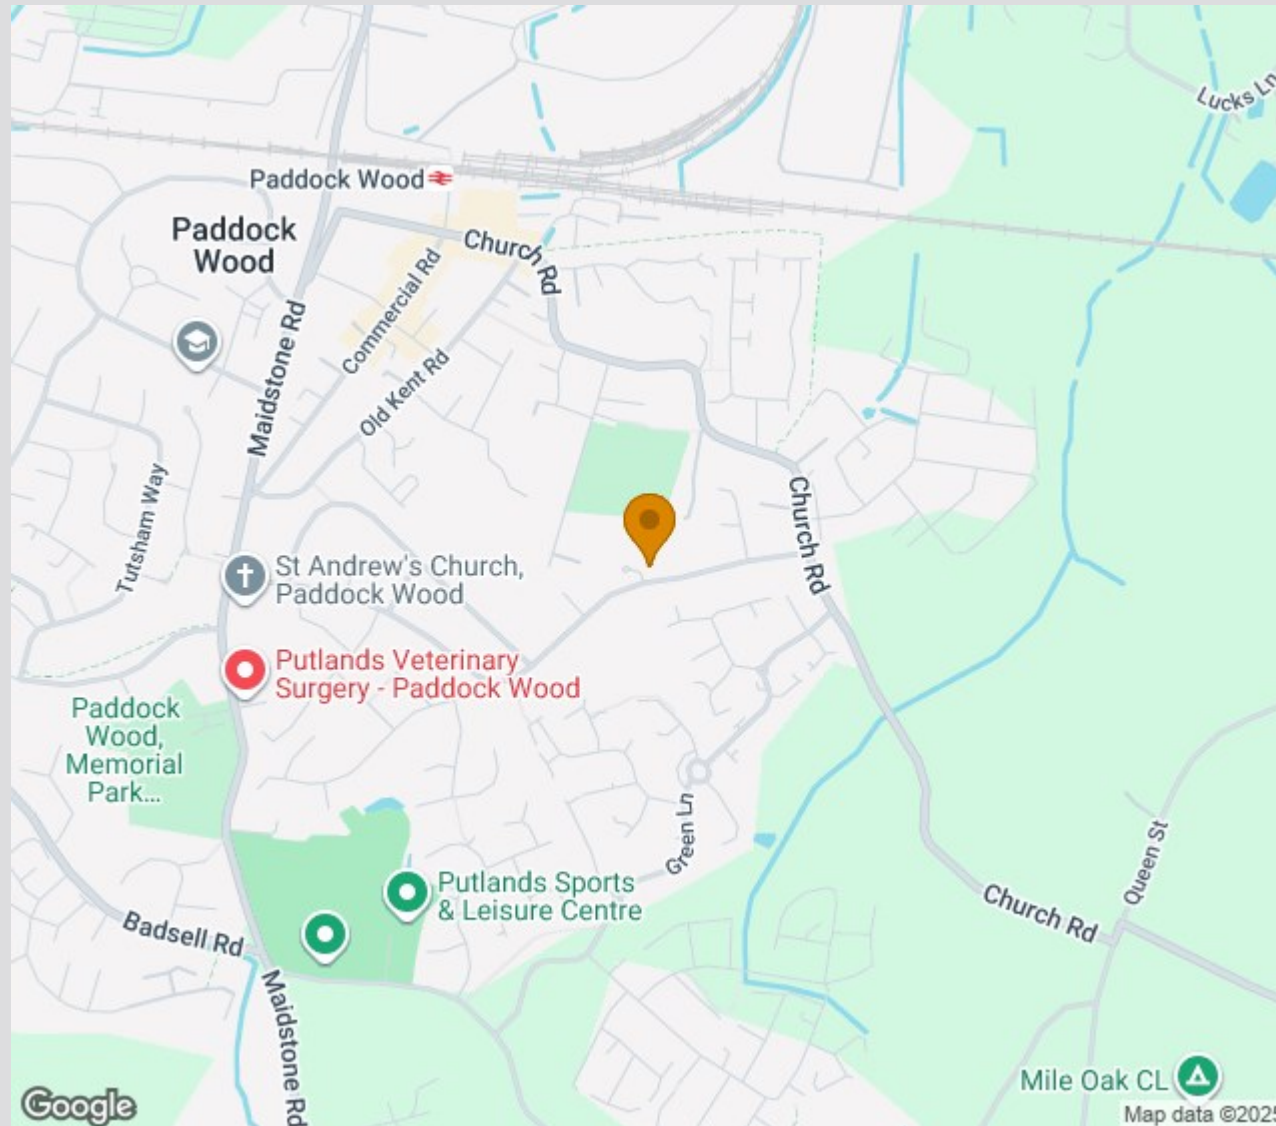 Lucks Ln
Paddock Wood
Paddock
Wood
Church Rd
Commercial Rd
Maidstone Rd
Old Kent Rd
Tutsham Way
Church Rd
St Andrew's Church,
Paddock Wood
Putlands Veterinary
Surgery - Paddock Wood
Paddock
Wood,
Memorial
Park...
Green Ln
Queen St
Putlands Sports
& Leisure Centre
Church Rd
Badsell Rd
Maidstone Rd
Mile Oak CL
Google
Map data ©2025